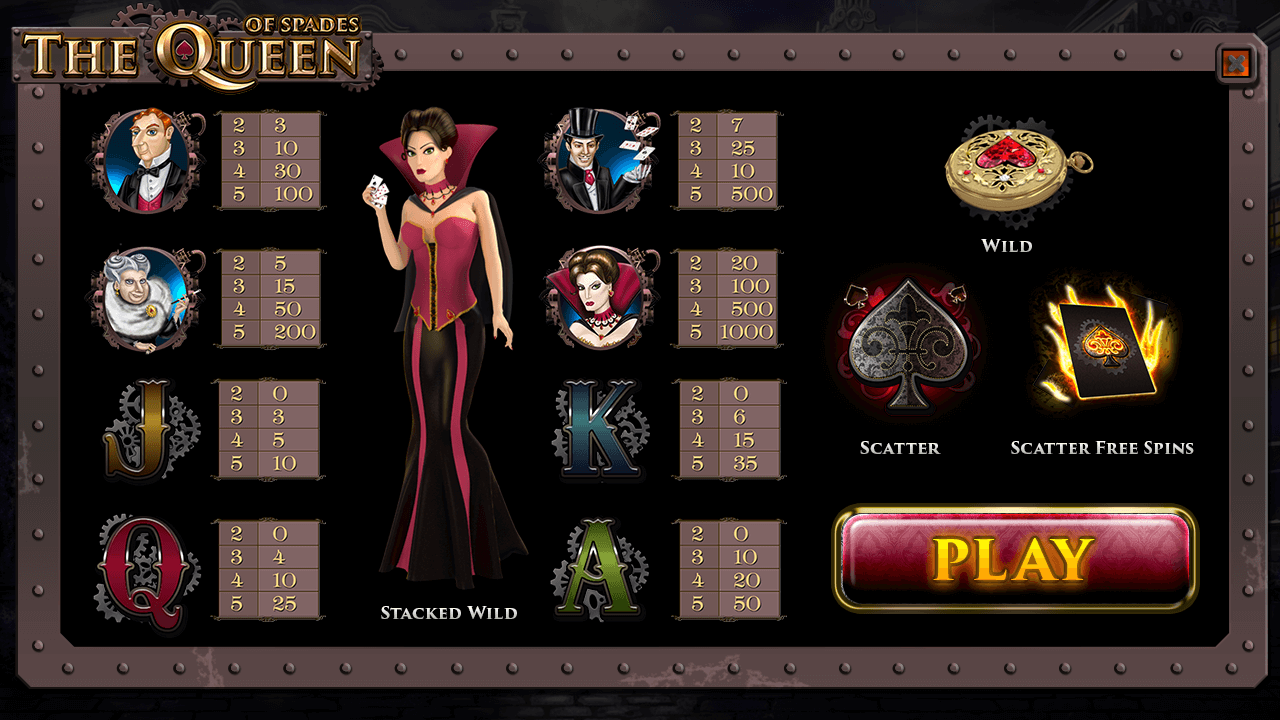 THE QUEEN
OF SPADES
2 3
3 10
4 30
5 100
2 7
3 25
4 10
5 500
WILD
2 5
3 15
4 50
5 200
2 20
3 100
4 500
5 1000
SCATTER
SCATTER FREE SPINS
J
2 0
3 3
4 5
5 10
K
2 0
3 6
4 15
5 35
Q
2 0
3 4
4 10
5 25
STACKED WILD
A
2 0
3 10
4 20
5 50
PLAY